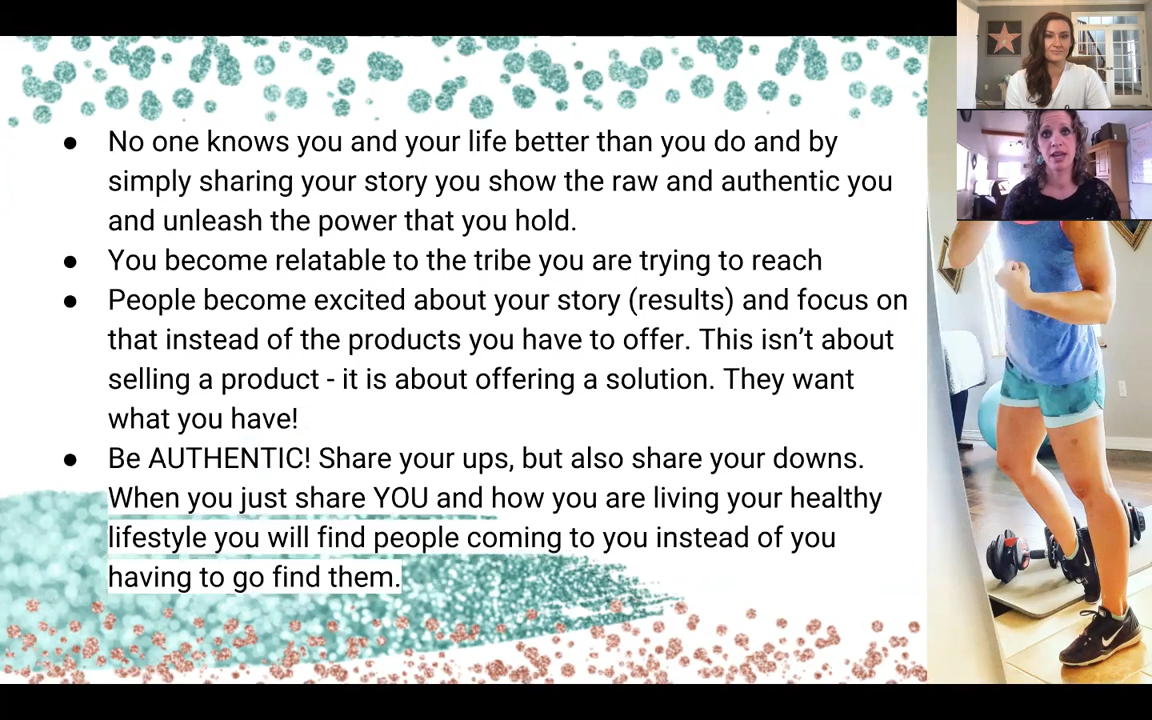 ● No one knows you and your life better than you do and by
simply sharing your story you show the raw and authentic you
and unleash the power that you hold.
● You become relatable to the tribe you are trying to reach
● People become excited about your story (results) and focus on
that instead of the products you have to offer. This isn’t about
selling a product - it is about offering a solution. They want
what you have!
● Be AUTHENTIC! Share your ups, but also share your downs.
When you just share YOU and how you are living your healthy
lifestyle you will find people coming to you instead of you
having to go find them.